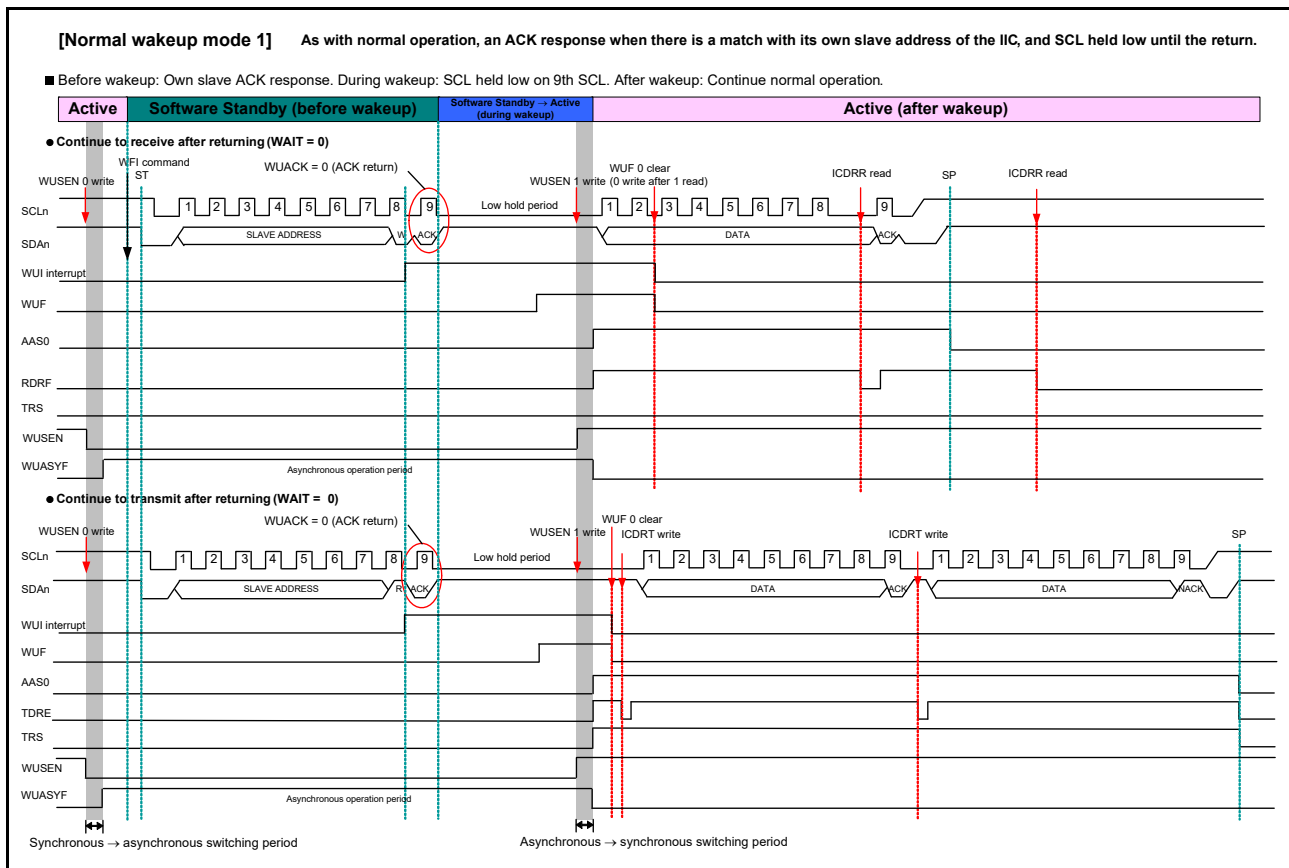 [Normal wakeup mode 1] As with normal operation, an ACK response when there is a match with its own slave address of the IIC, and SCL held low until the return.
■ Before wakeup: Own slave ACK response. During wakeup: SCL held low on 9th SCL. After wakeup: Continue normal operation.
Active Software Standby (before wakeup) Software Standby → Active (during wakeup) Active (after wakeup)
● Continue to receive after returning (WAIT = 0)
WFI command
WUSEN 0 write ST WUACK = 0 (ACK return) WUSEN 1 write WUF 0 clear (0 write after 1 read) ICDRR read SP ICDRR read
SCLn 1 2 3 4 5 6 7 8 9 Low hold period 1 2 3 4 5 6 7 8 9
SDAn SLAVE ADDRESS W ACK DATA ACK
WUI interrupt
WUF
AAS0
RDRF
TRS
WUSEN
WUASYF Asynchronous operation period
● Continue to transmit after returning (WAIT = 0)
WUSEN 0 write WUACK = 0 (ACK return) WUSEN 1 write WUF 0 clear ICDRT write ICDRT write SP
SCLn 1 2 3 4 5 6 7 8 9 Low hold period 1 2 3 4 5 6 7 8 9 1 2 3 4 5 6 7 8 9
SDAn SLAVE ADDRESS R ACK DATA ACK DATA NACK
WUI interrupt
WUF
AAS0
TDRE
TRS
WUSEN
WUASYF Asynchronous operation period
Synchronous → asynchronous switching period Asynchronous → synchronous switching period